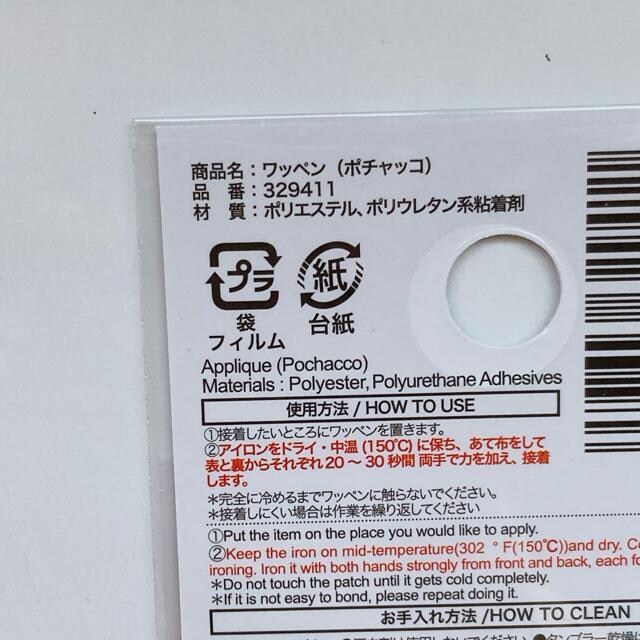 商品名：ワッペン（ポチャッコ）
品　番：329411
材　質：ポリエステル、ポリウレタン系粘着剤
プラ
紙
袋
フィルム
台紙
Applique (Pochacco)
Materials : Polyester, Polyurethane Adhesives
使用方法 / HOW TO USE
①接着したいところにワッペンを置きます。
②アイロンをドライ・中温（150℃）に保ち、あて布をして
表と裏からそれぞれ20～30秒間 両手で力を加え、接着
します。
＊完全に冷めるまでワッペンに触らないでください。
＊接着しにくい場合は作業を繰り返してください
①Put the item on the place you would like to apply.
②Keep the iron on mid-temperature(302 °F(150℃))and dry. Co
ironing. Iron it with both hands strongly from front and back, each fo
＊Do not touch the patch until it gets cold completely.
＊If it is not easy to bond, please repeat doing it.
お手入れ方法 /HOW TO CLEAN